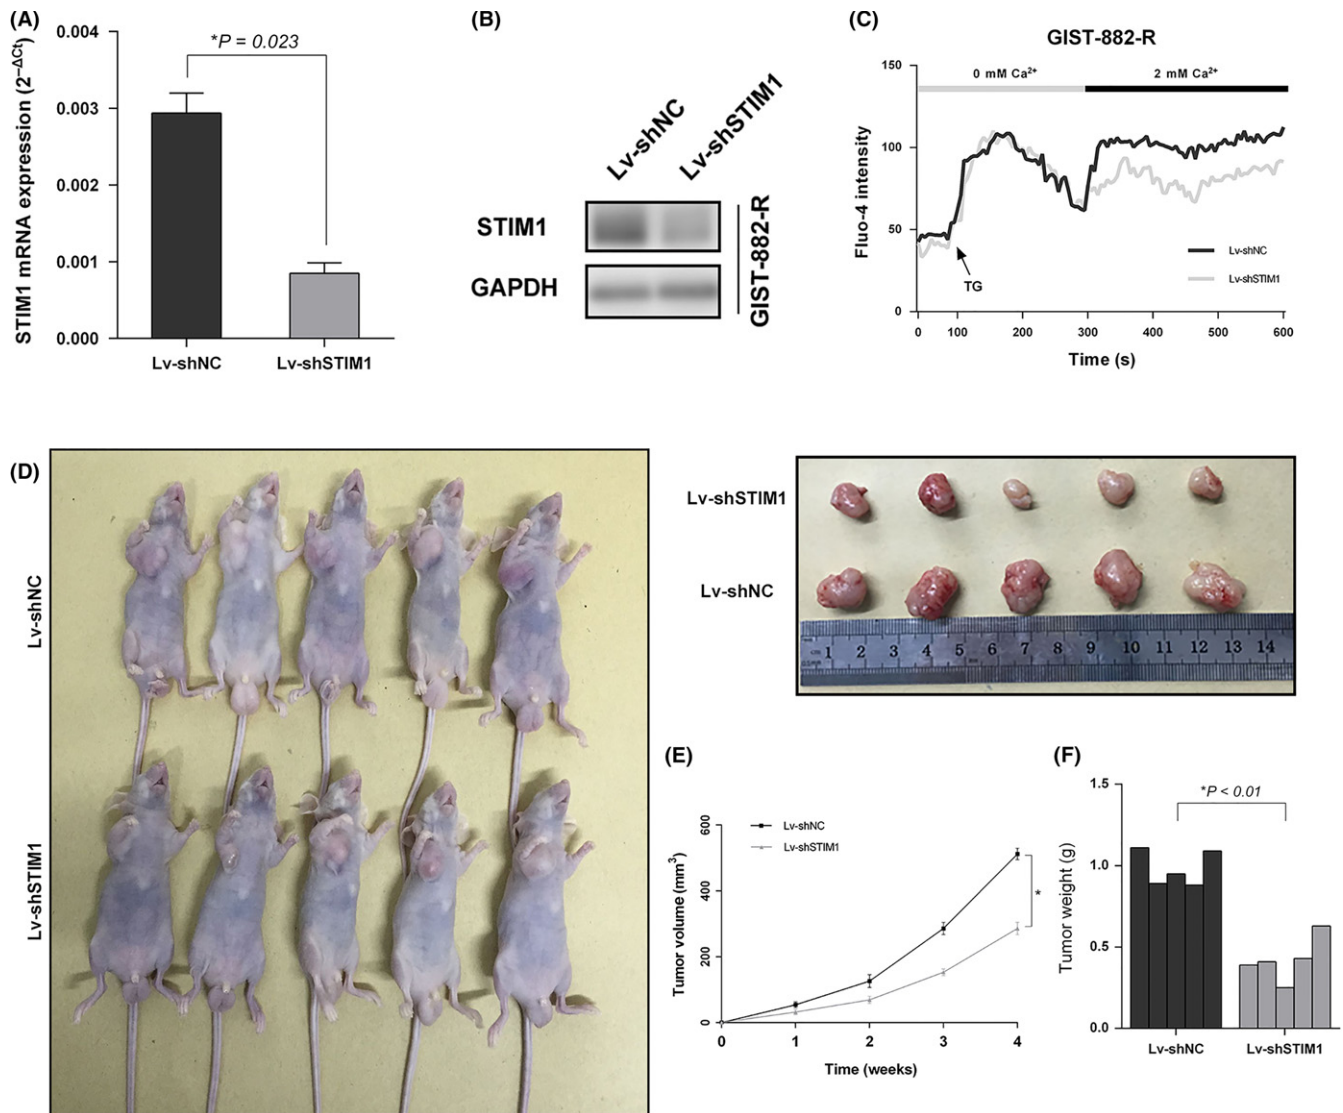 (A)
STIM1 mRNA expression (2⁻ΔCt)
0.004
0.003
0.002
0.001
0.000
*P = 0.023
Lv-shNC
Lv-shSTIM1
(B)
Lv-shNC
Lv-shSTIM1
STIM1
GAPDH
GIST-882-R
(C)
GIST-882-R
0 mM Ca²⁺
2 mM Ca²⁺
Fluo-4 intensity
150
100
50
0
TG
Lv-shNC
Lv-shSTIM1
0 100 200 300 400 500 600
Time (s)
(D)
Lv-shNC
Lv-shSTIM1
Lv-shSTIM1
Lv-shNC
1 2 3 4 5 6 7 8 9 10 11 12 13 14
(E)
Tumor volume (mm³)
600
400
200
0
Lv-shNC
Lv-shSTIM1
*
0 1 2 3 4
Time (weeks)
(F)
Tumor weight (g)
1.5
1.0
0.5
0.0
*P < 0.01
Lv-shNC
Lv-shSTIM1